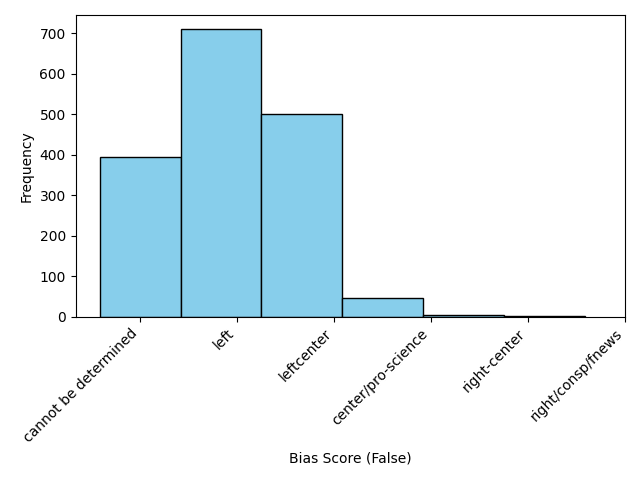 700
600
500
400
300
200
100
0
Frequency
cannot be determined
left
leftcenter
center/pro-science
right-center
right/consp/fnews
Bias Score (False)